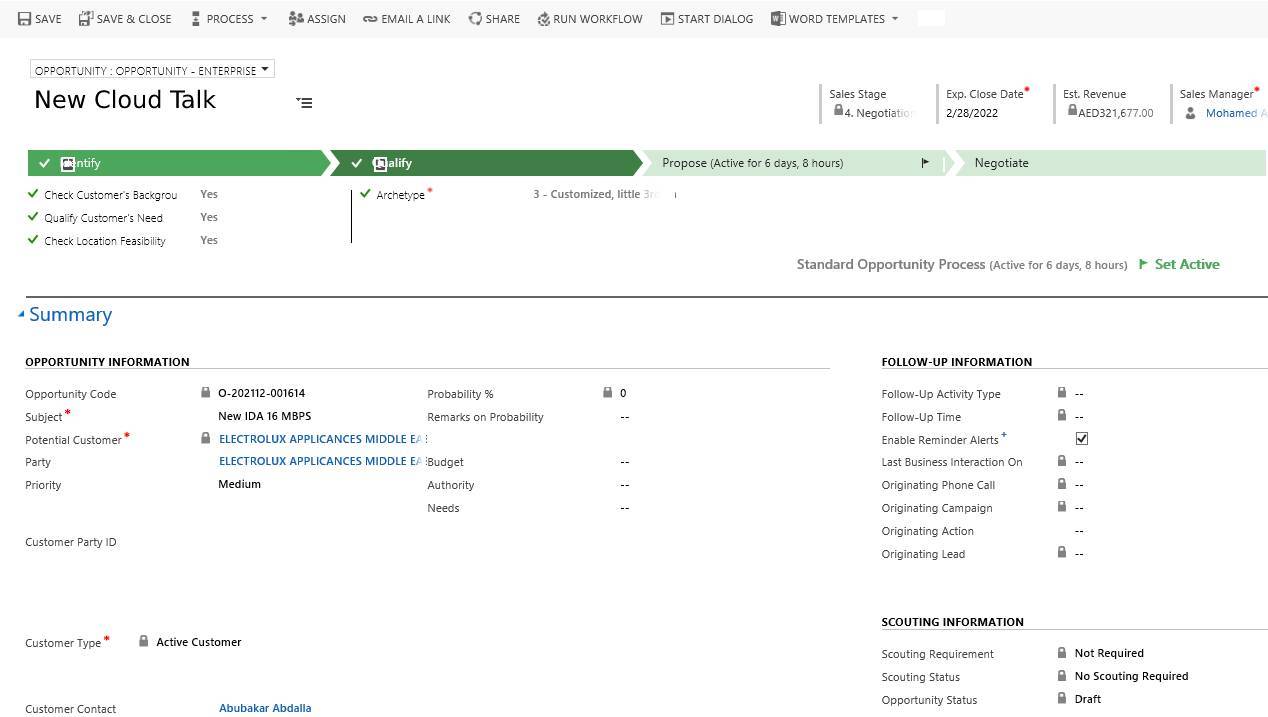 SAVE SAVE & CLOSE PROCESS ASSIGN EMAIL A LINK SHARE RUN WORKFLOW START DIALOG WORD TEMPLATES
OPPORTUNITY : OPPORTUNITY - ENTERPRISE
New Cloud Talk
Sales Stage Exp. Close Date* Est. Revenue Sales Manager*
4. Negotiation 2/28/2022 AED321,677.00 Mohamed A
Identify Qualify Propose (Active for 6 days, 8 hours) Negotiate
Check Customer's Backgrou Yes Archetype* 3 - Customized, little 3r
Qualify Customer's Need Yes
Check Location Feasibility Yes
Standard Opportunity Process (Active for 6 days, 8 hours) Set Active
Summary
OPPORTUNITY INFORMATION FOLLOW-UP INFORMATION
Opportunity Code O-202112-001614 Probability % 0 Follow-Up Activity Type --
Subject* New IDA 16 MBPS Remarks on Probability -- Follow-Up Time --
Potential Customer* ELECTROLUX APPLICANCES MIDDLE EA Enable Reminder Alerts+
Party ELECTROLUX APPLICANCES MIDDLE EA Budget -- Last Business Interaction On --
Priority Medium Authority -- Originating Phone Call --
Needs -- Originating Campaign --
Originating Action --
Customer Party ID
Originating Lead --
SCOUTING INFORMATION
Customer Type* Active Customer Scouting Requirement Not Required
Scouting Status No Scouting Required
Opportunity Status Draft
Customer Contact Abubakar Abdalla